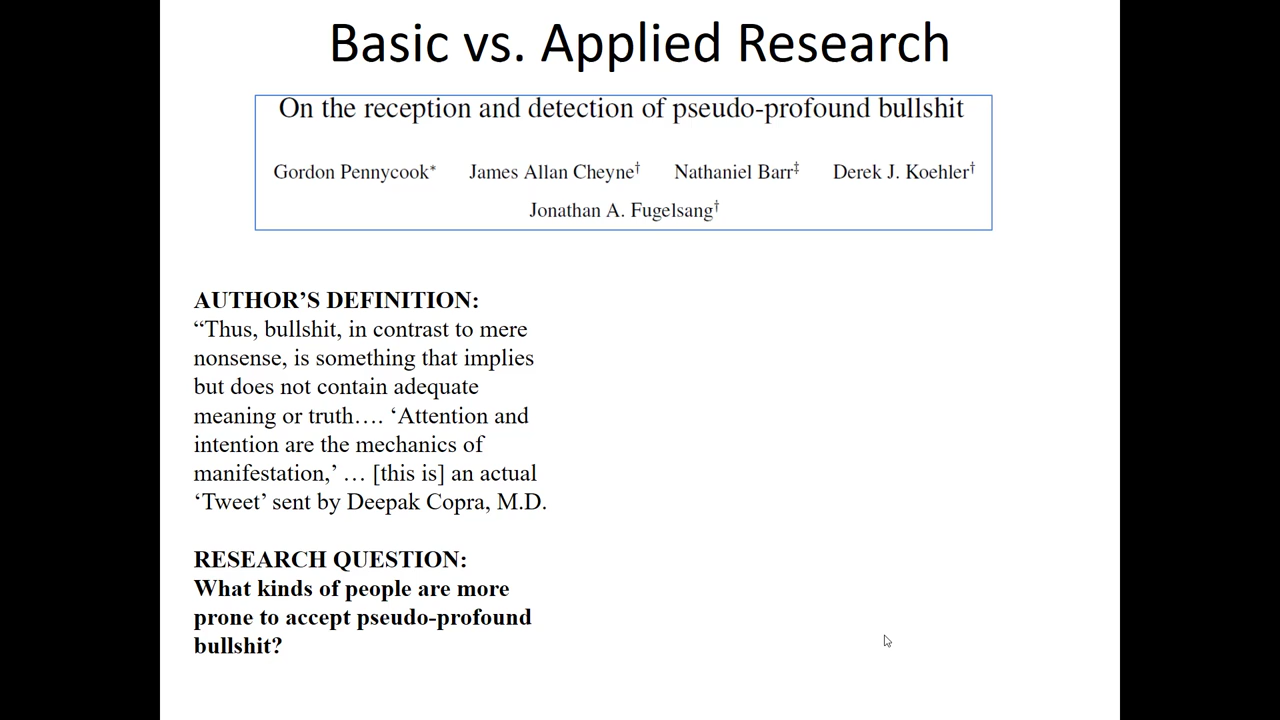 Basic vs. Applied Research
On the reception and detection of pseudo-profound bullshit
Gordon Pennycook* James Allan Cheyne† Nathaniel Barr‡ Derek J. Koehler†
Jonathan A. Fugelsang†
AUTHOR’S DEFINITION:
“Thus, bullshit, in contrast to mere
nonsense, is something that implies
but does not contain adequate
meaning or truth…. ‘Attention and
intention are the mechanics of
manifestation,’ … [this is] an actual
‘Tweet’ sent by Deepak Copra, M.D.
RESEARCH QUESTION:
What kinds of people are more
prone to accept pseudo-profound
bullshit?